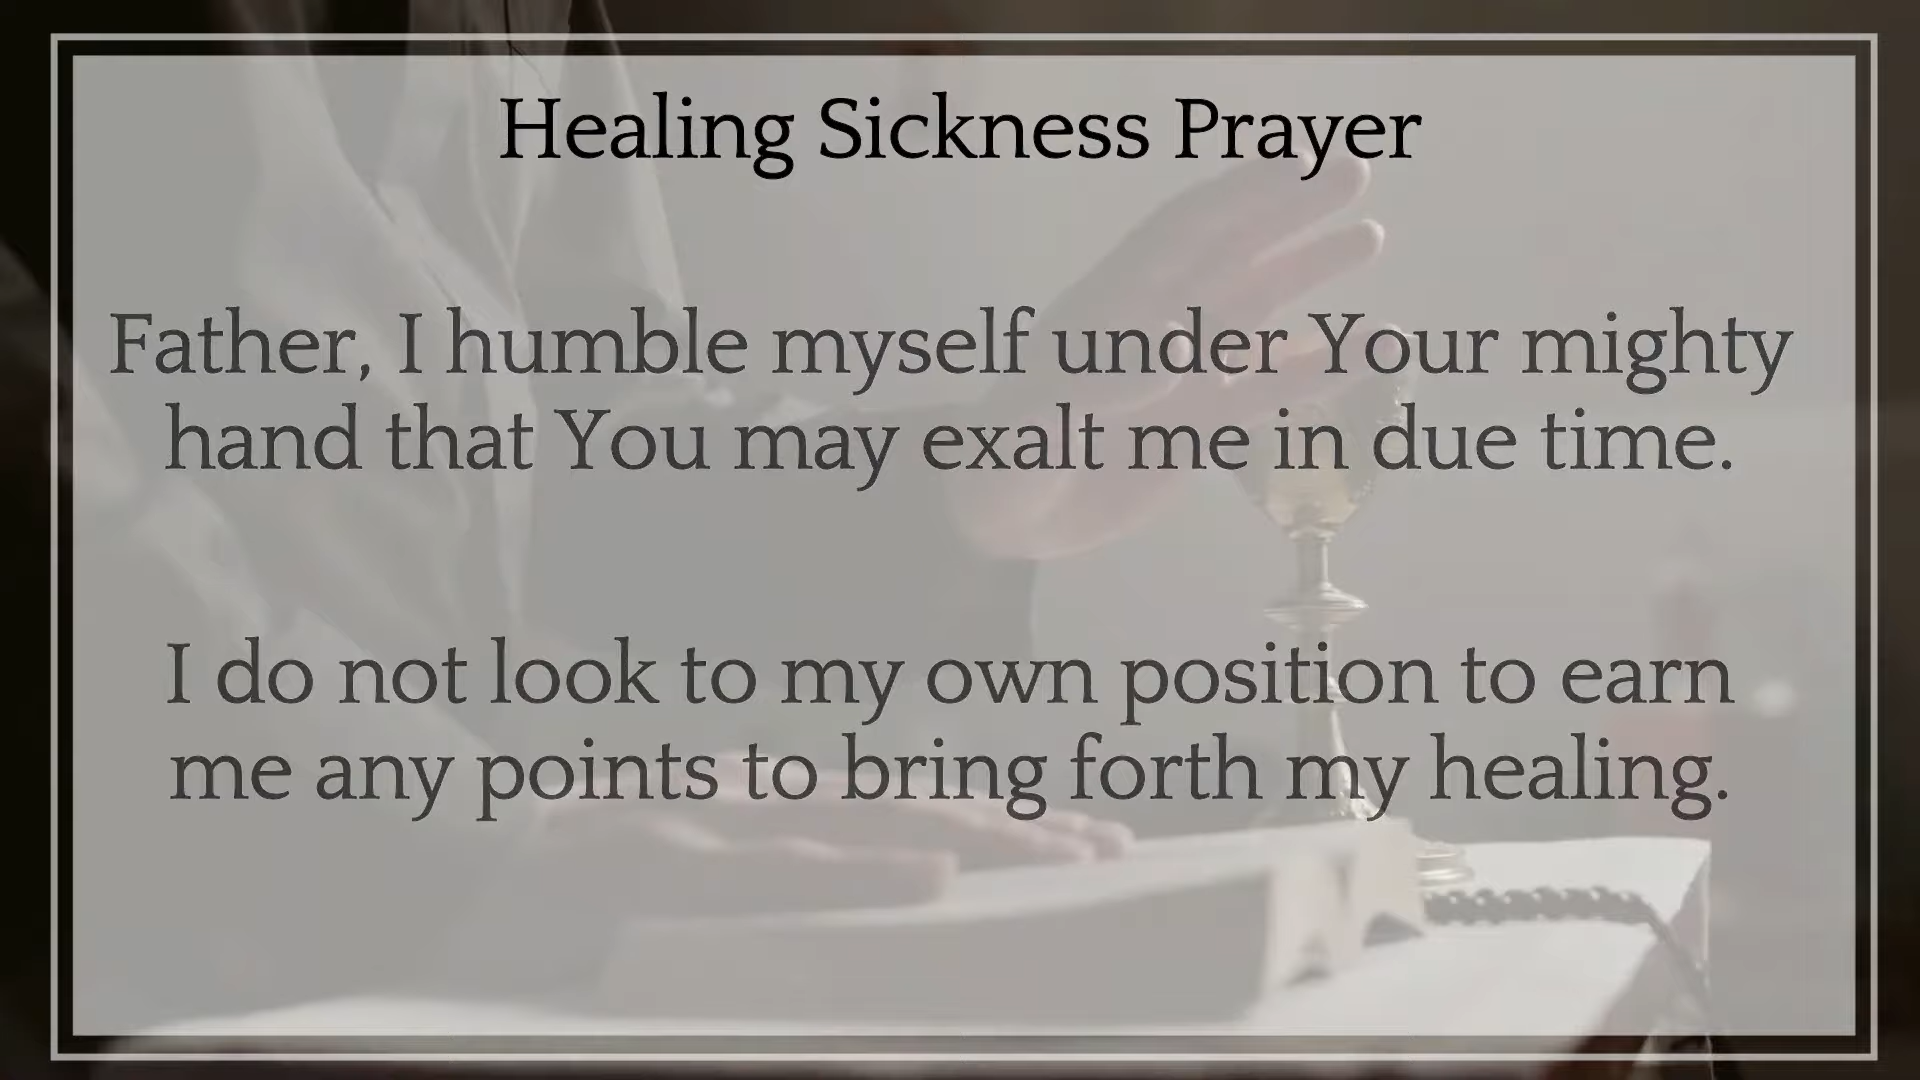 Healing Sickness Prayer
Father, I humble myself under Your mighty
hand that You may exalt me in due time.
I do not look to my own position to earn
me any points to bring forth my healing.